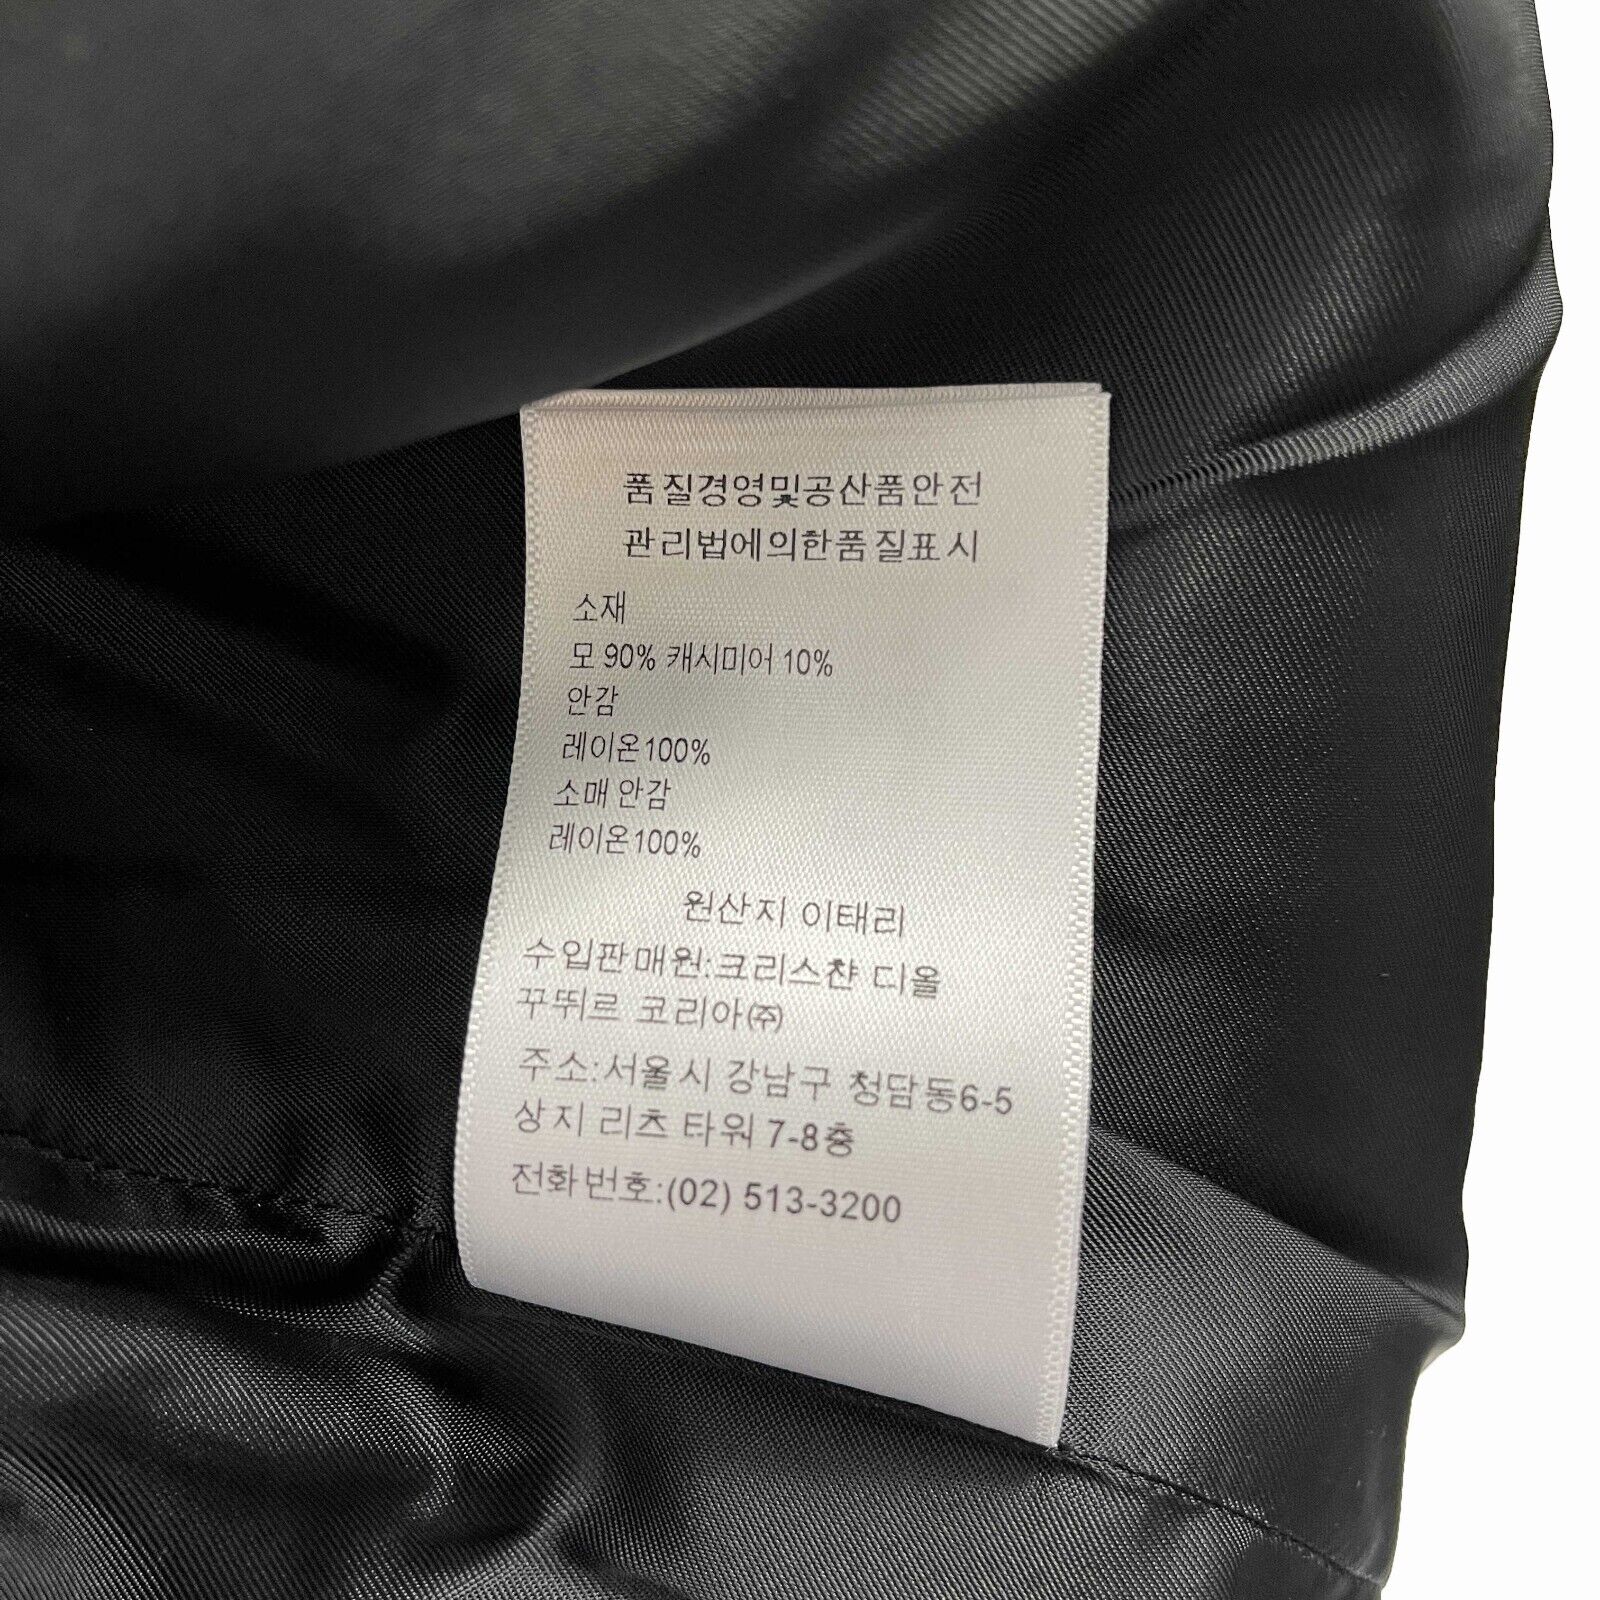 품질경영및공산품안전
관리법에의한품질표시
소재
모 90% 캐시미어 10%
안감
레이온100%
소매 안감
레이온100%
원산지 이태리
수입판매원:크리스챤 디올
꾸뛰르 코리아㈜
주소:서울시 강남구 청담동6-5
상지 리츠 타워 7-8층
전화번호:(02) 513-3200